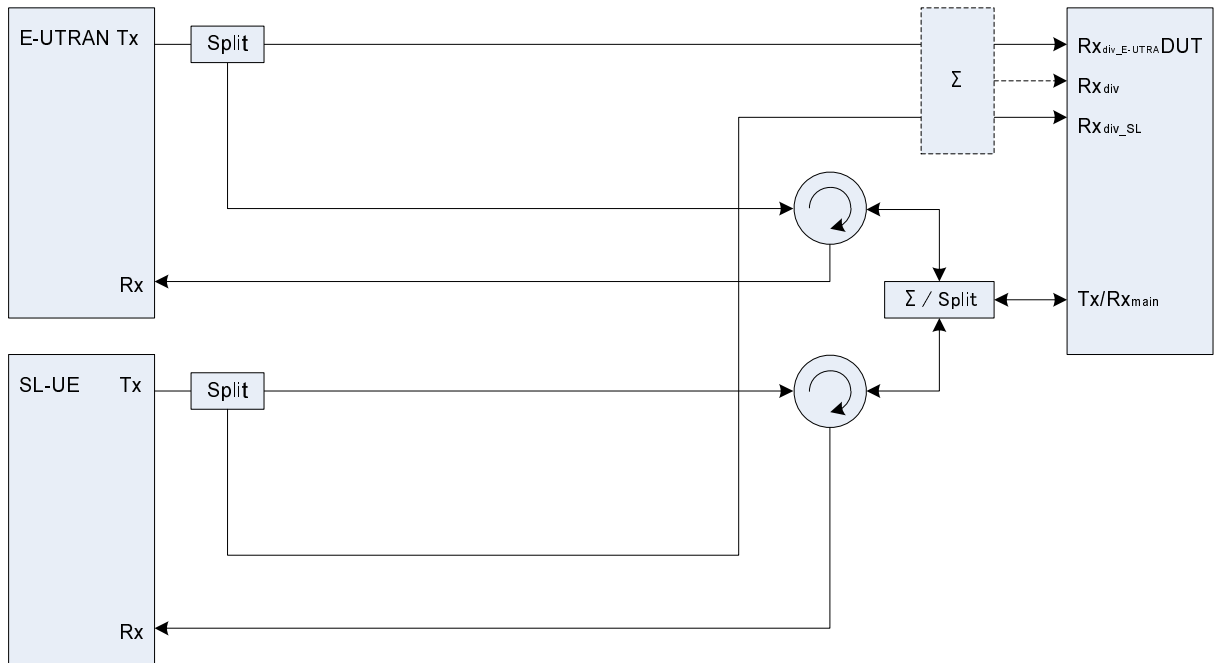 E-UTRAN Tx
Split
Σ
Rxdiv_E-UTRA DUT
Rxdiv
Rxdiv_SL
Rx
Σ / Split
Tx/Rxmain
SL-UE Tx
Split
Rx